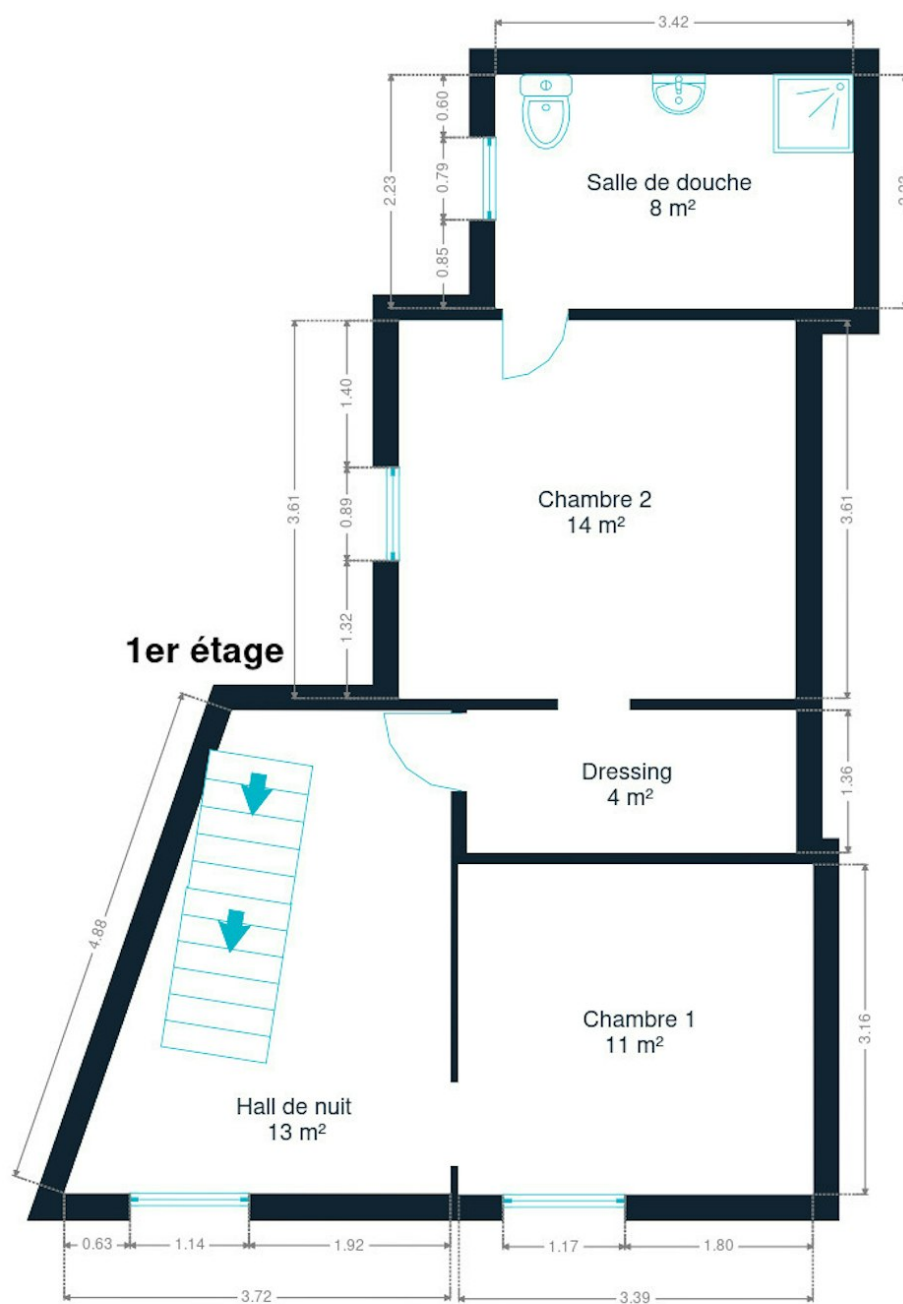 3.42
0.60
2.23
0.79
Salle de douche
8 m²
0.85
1.40
3.61
0.89
Chambre 2
14 m²
3.61
1.32
1er étage
Dressing
4 m²
1.36
4.88
Chambre 1
11 m²
3.16
Hall de nuit
13 m²
0.63
1.14
1.92
1.17
1.80
3.72
3.39